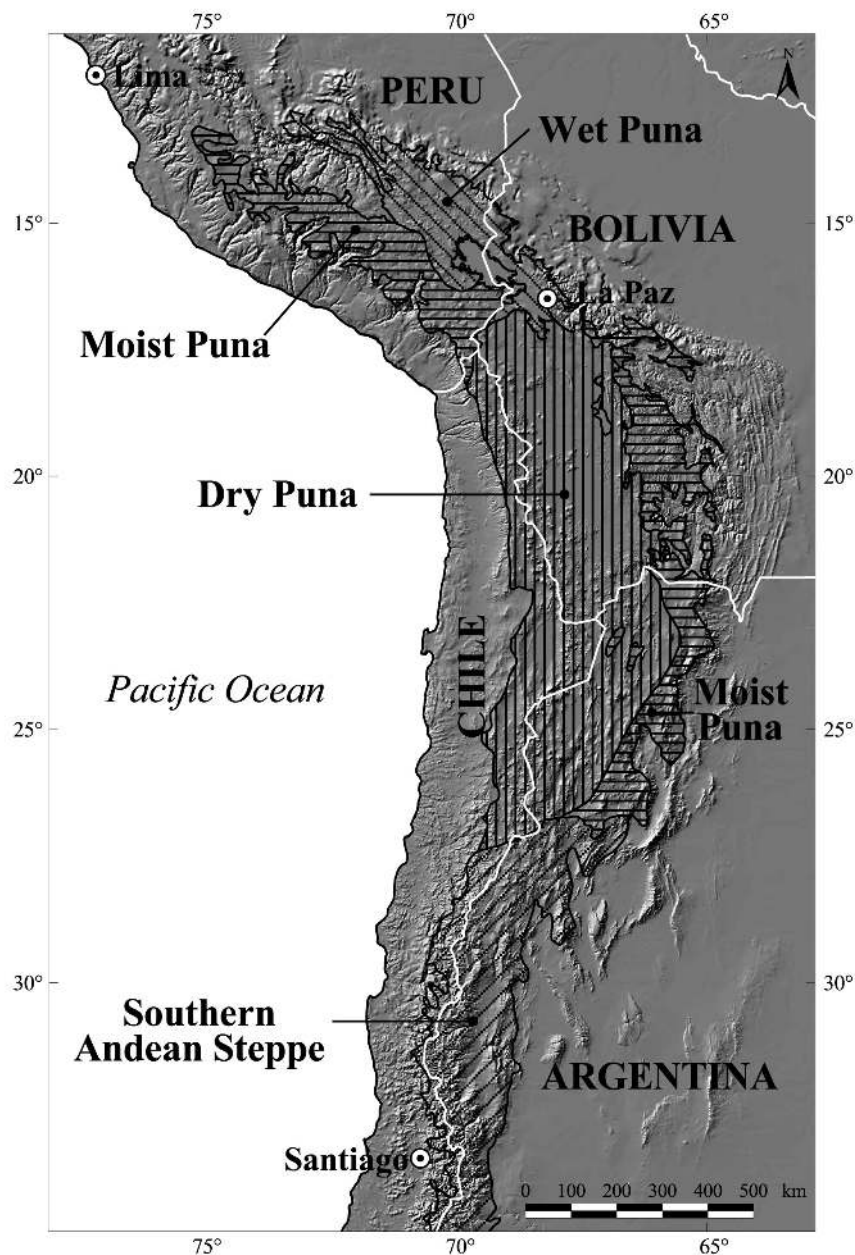 75°
70°
65°
N
Lima
PERU
Wet Puna
15°
15°
BOLIVIA
La Paz
Moist Puna
20°
20°
Dry Puna
CHILE
Pacific Ocean
Moist
Puna
25°
25°
30°
30°
Southern
Andean Steppe
ARGENTINA
Santiago
0 100 200 300 400 500 km
75°
70°
65°